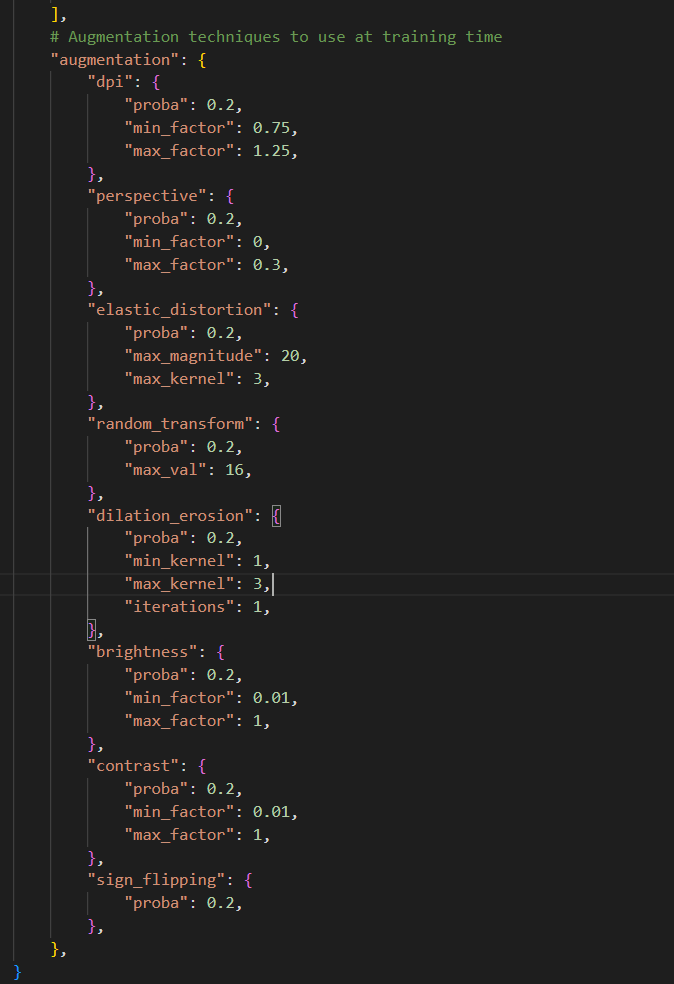 ],
# Augmentation techniques to use at training time
"augmentation": {
"dpi": {
"proba": 0.2,
"min_factor": 0.75,
"max_factor": 1.25,
},
"perspective": {
"proba": 0.2,
"min_factor": 0,
"max_factor": 0.3,
},
"elastic_distortion": {
"proba": 0.2,
"max_magnitude": 20,
"max_kernel": 3,
},
"random_transform": {
"proba": 0.2,
"max_val": 16,
},
"dilation_erosion": {
"proba": 0.2,
"min_kernel": 1,
"max_kernel": 3,
"iterations": 1,
},
"brightness": {
"proba": 0.2,
"min_factor": 0.01,
"max_factor": 1,
},
"contrast": {
"proba": 0.2,
"min_factor": 0.01,
"max_factor": 1,
},
"sign_flipping": {
"proba": 0.2,
},
},
}